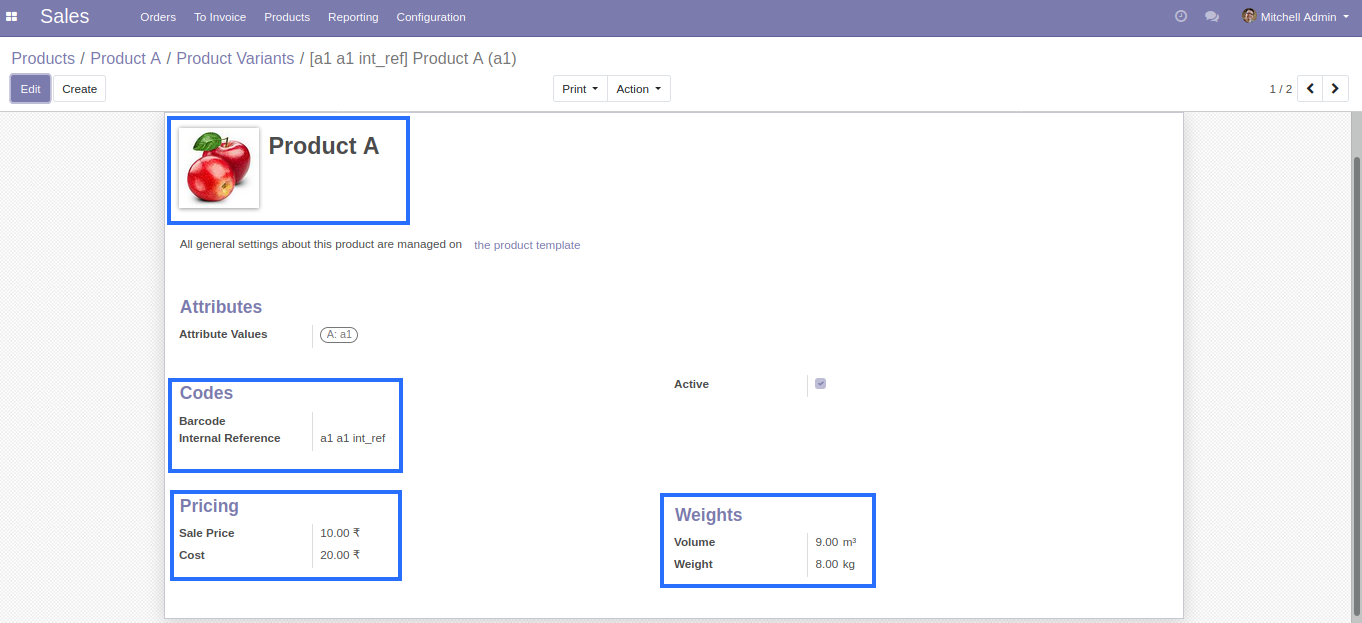 Sales Orders To Invoice Products Reporting Configuration Mitchell Admin
Products / Product A / Product Variants / [a1 a1 int_ref] Product A (a1)
Edit Create Print Action 1 / 2
Product A
All general settings about this product are managed on the product template
Attributes
Attribute Values A: a1
Active
Codes
Barcode
Internal Reference a1 a1 int_ref
Pricing
Sale Price 10.00 ₹
Cost 20.00 ₹
Weights
Volume 9.00 m³
Weight 8.00 kg